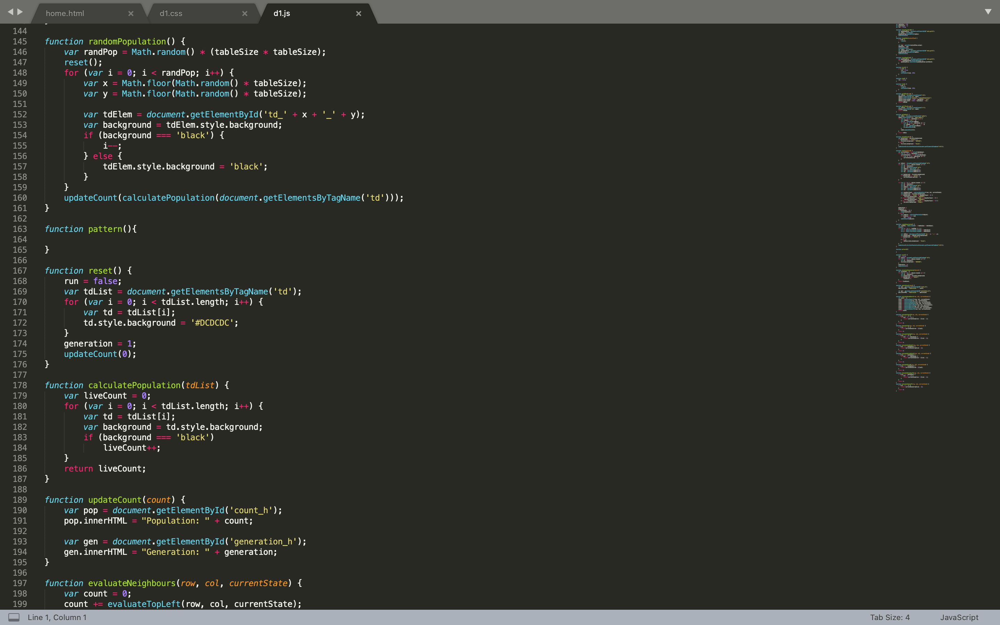 home.html × d1.css × d1.js ×
144
145 function randomPopulation() {
146 var randPop = Math.random() * (tableSize * tableSize);
147 reset();
148 for (var i = 0; i < randPop; i++) {
149 var x = Math.floor(Math.random() * tableSize);
150 var y = Math.floor(Math.random() * tableSize);
151
152 var tdElem = document.getElementById('td_' + x + '_' + y);
153 var background = tdElem.style.background;
154 if (background === 'black') {
155 i--;
156 } else {
157 tdElem.style.background = 'black';
158 }
159 }
160 updateCount(calculatePopulation(document.getElementsByTagName('td')));
161 }
162
163 function pattern(){
164
165 }
166
167 function reset() {
168 run = false;
169 var tdList = document.getElementsByTagName('td');
170 for (var i = 0; i < tdList.length; i++) {
171 var td = tdList[i];
172 td.style.background = '#DCDCDC';
173 }
174 generation = 1;
175 updateCount(0);
176 }
177
178 function calculatePopulation(tdList) {
179 var liveCount = 0;
180 for (var i = 0; i < tdList.length; i++) {
181 var td = tdList[i];
182 var background = td.style.background;
183 if (background === 'black')
184 liveCount++;
185 }
186 return liveCount;
187 }
188
189 function updateCount(count) {
190 var pop = document.getElementById('count_h');
191 pop.innerHTML = "Population: " + count;
192
193 var gen = document.getElementById('generation_h');
194 gen.innerHTML = "Generation: " + generation;
195 }
196
197 function evaluateNeighbours(row, col, currentState) {
198 var count = 0;
199 count += evaluateTopLeft(row, col, currentState);
Line 1, Column 1 Tab Size: 4 JavaScript